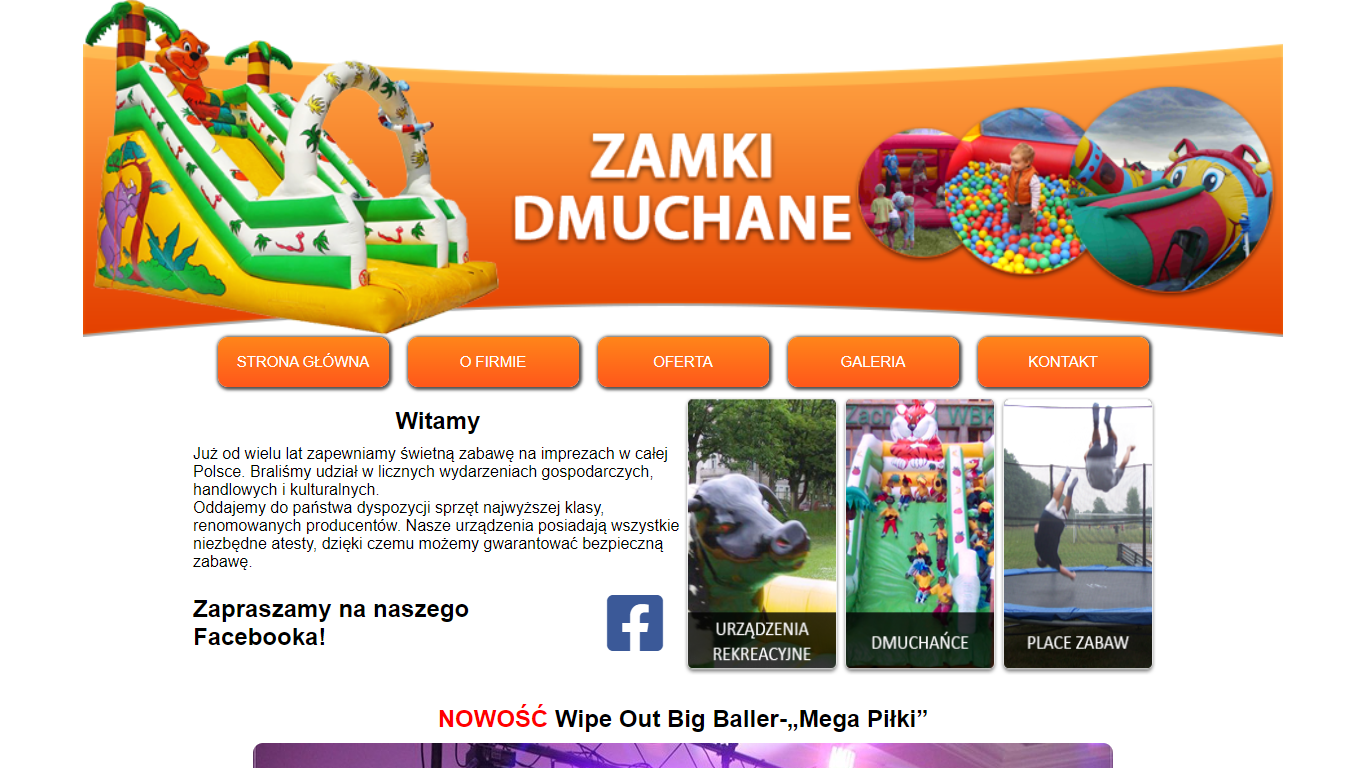 ZAMKI
DMUCHANE
STRONA GŁÓWNA
O FIRMIE
OFERTA
GALERIA
KONTAKT
Witamy
Już od wielu lat zapewniamy świetną zabawę na imprezach w całej
Polsce. Braliśmy udział w licznych wydarzeniach gospodarczych,
handlowych i kulturalnych.
Oddajemy do państwa dyspozycji sprzęt najwyższej klasy,
renomowanych producentów. Nasze urządzenia posiadają wszystkie
niezbędne atesty, dzięki czemu możemy gwarantować bezpieczną
zabawę.
Zapraszamy na naszego
Facebooka!
URZĄDZENIA
REKREACYJNE
Zach WBK
DMUCHAŃCE
PLACE ZABAW
NOWOŚĆ Wipe Out Big Baller-„Mega Piłki”